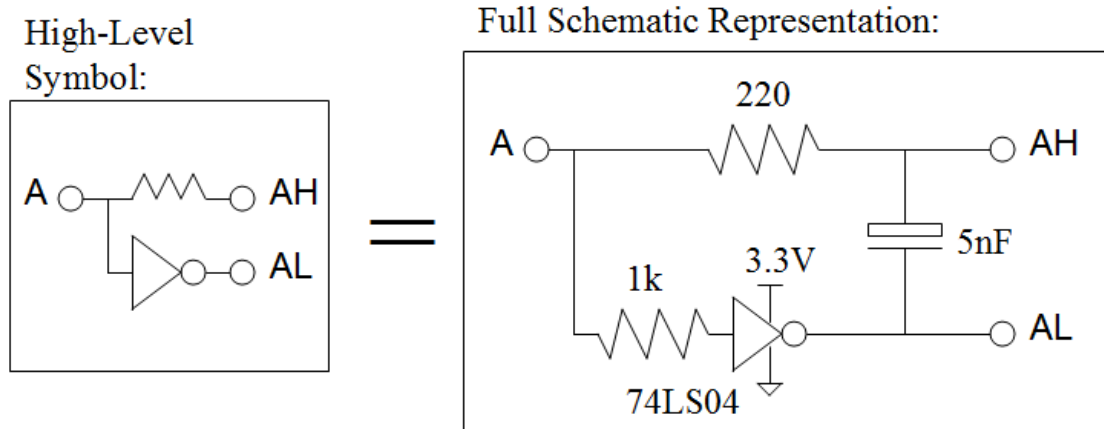 High-Level
Symbol:
A
AH
AL
=
Full Schematic Representation:
220
A
AH
5nF
3.3V
1k
AL
74LS04